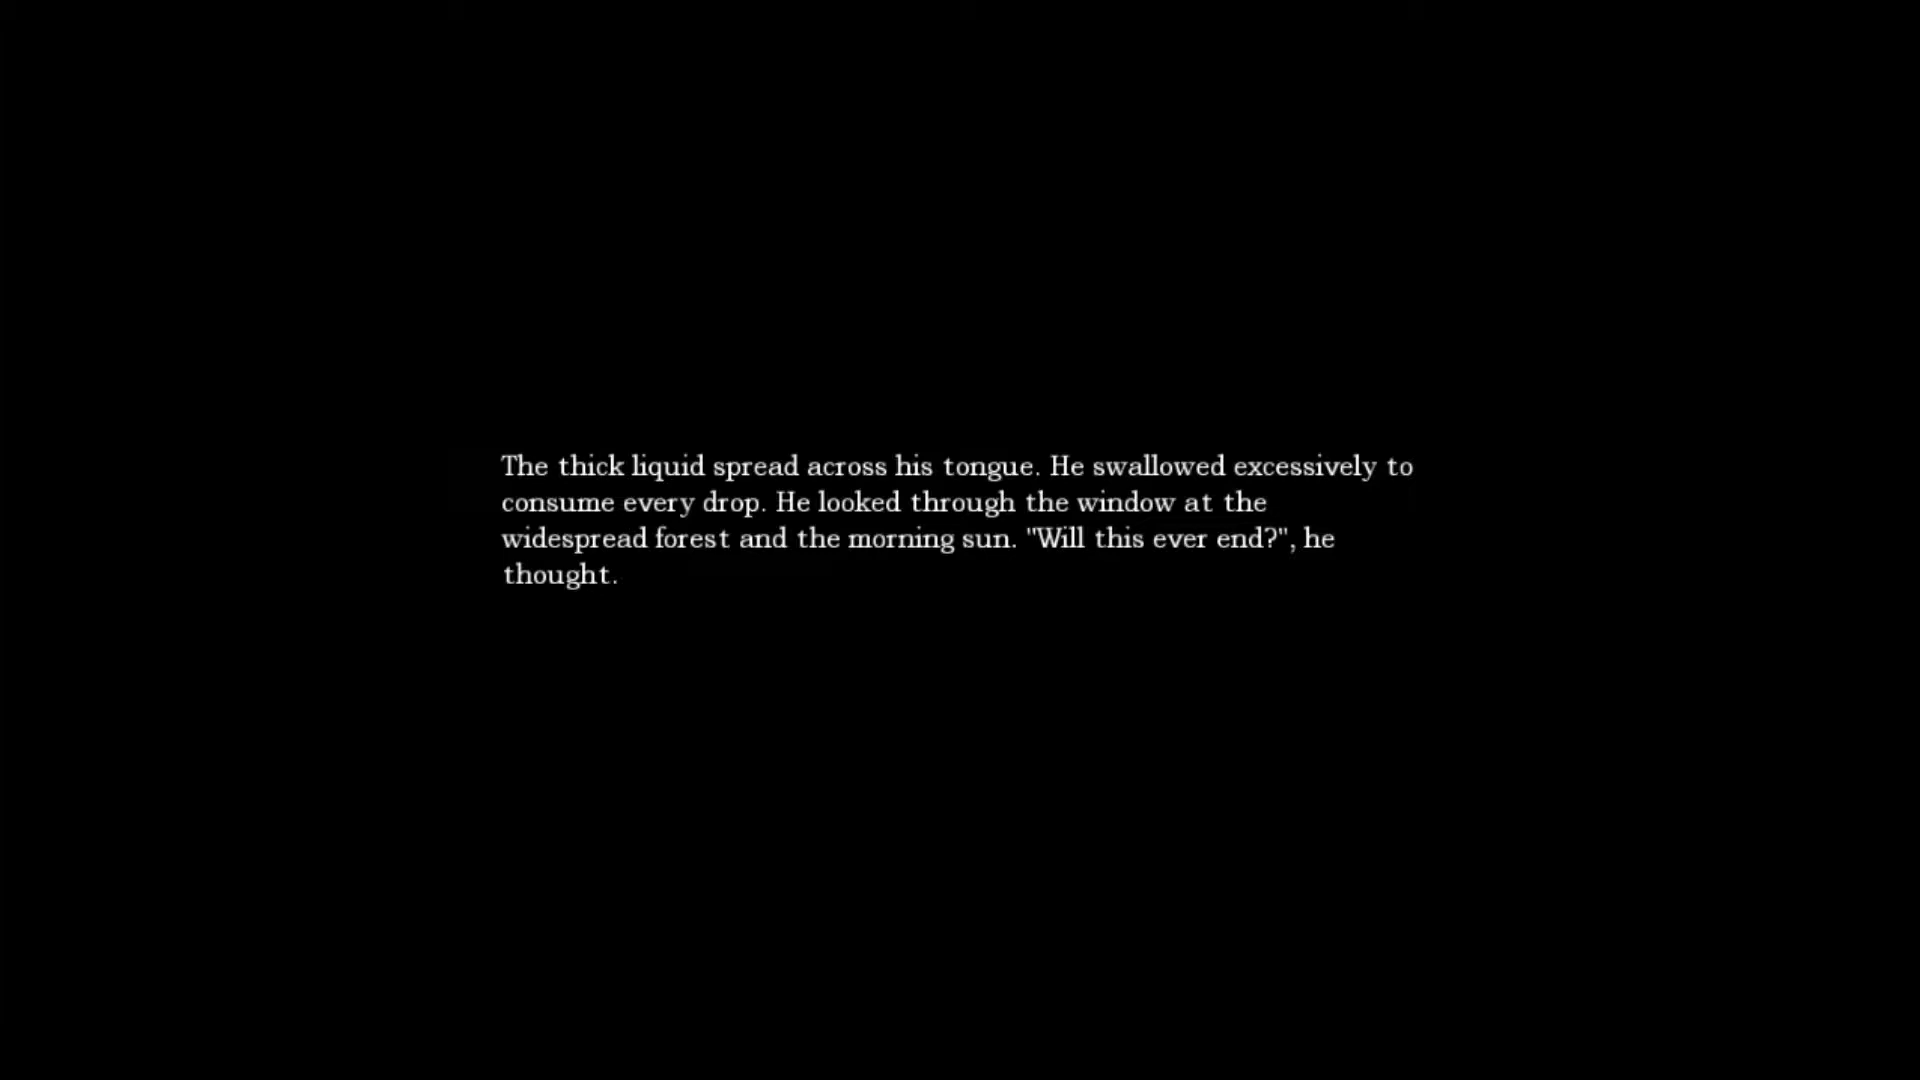 The thick liquid spread across his tongue. He swallowed excessively to
consume every drop. He looked through the window at the
widespread forest and the morning sun. "Will this ever end?", he
thought.